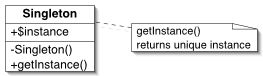 Singleton
+$instance
-Singleton()
+getInstance()
getInstance()
returns unique instance